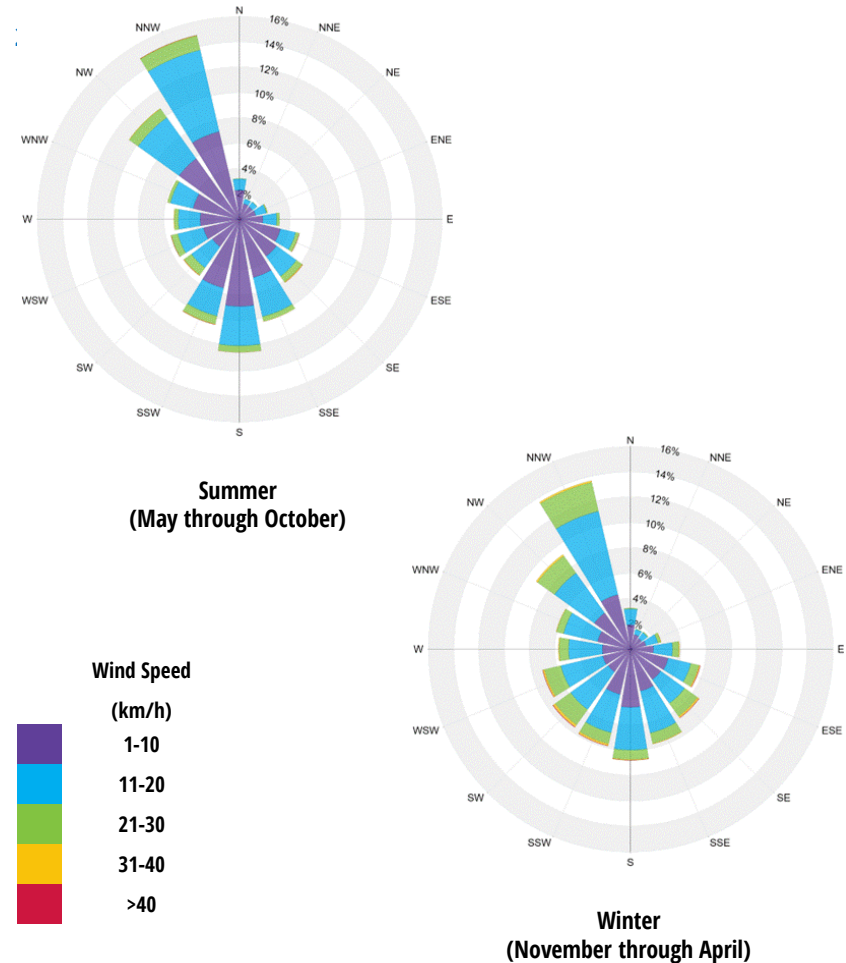 N
NNE
NE
ENE
E
ESE
SE
SSE
S
SSW
SW
WSW
W
WNW
NW
NNW
16%
14%
12%
10%
8%
6%
4%
2%
Summer
(May through October)
N
NNE
NE
ENE
E
ESE
SE
SSE
S
SSW
SW
WSW
W
WNW
NW
NNW
16%
14%
12%
10%
8%
6%
4%
2%
Wind Speed
(km/h)
1-10
11-20
21-30
31-40
>40
Winter
(November through April)